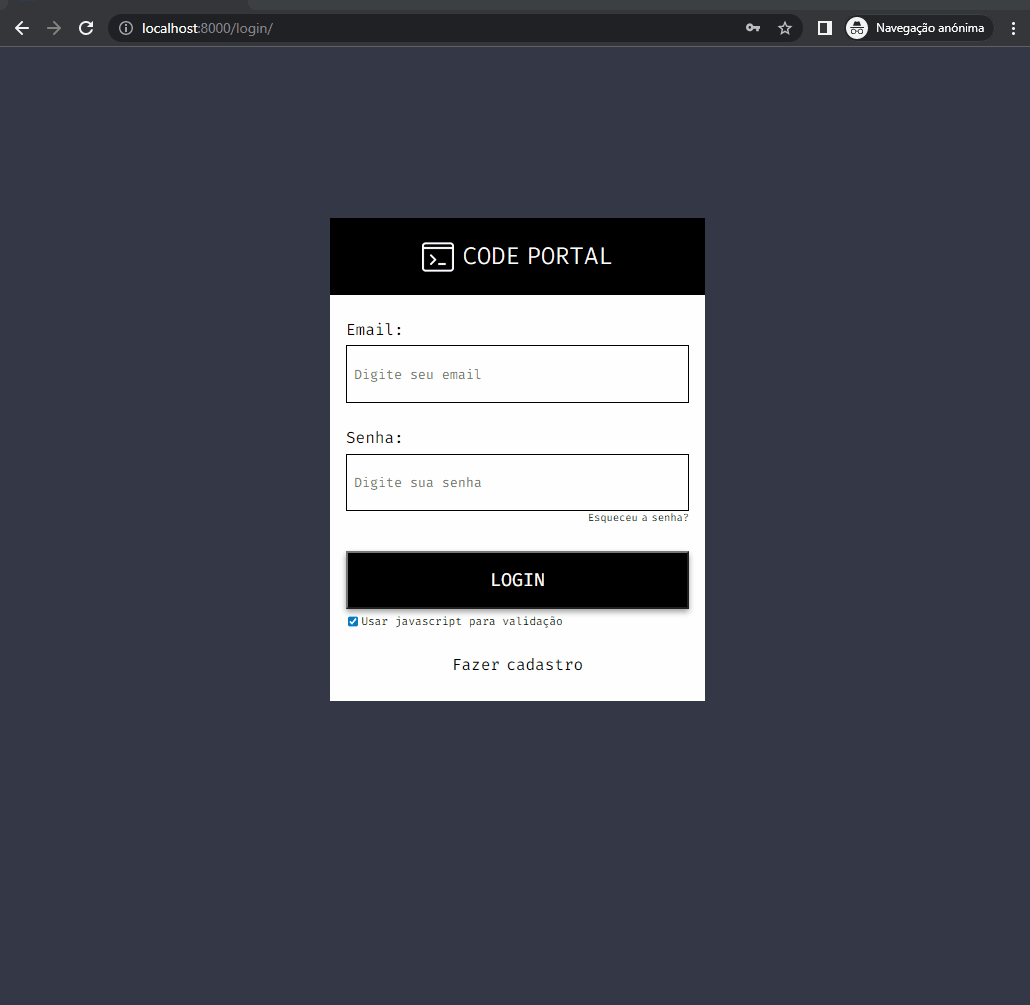 localhost:8000/login/
Navegação anónima
CODE PORTAL
Email:
Digite seu email
Senha:
Digite sua senha
Esqueceu a senha?
LOGIN
Usar javascript para validação
Fazer cadastro